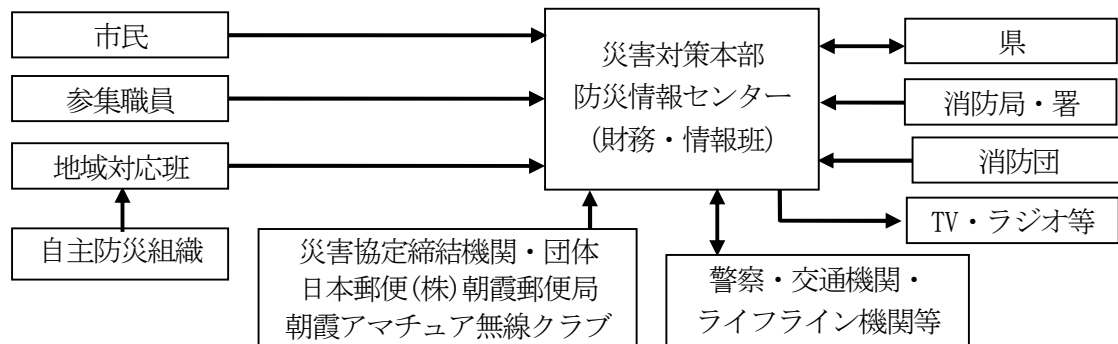 市民
参集職員
地域対応班
自主防災組織
災害対策本部
防災情報センター
(財務・情報班)
災害協定締結機関・団体
日本郵便(株)朝霞郵便局
朝霞アマチュア無線クラブ
県
消防局・署
消防団
TV・ラジオ等
警察・交通機関・
ライフライン機関等